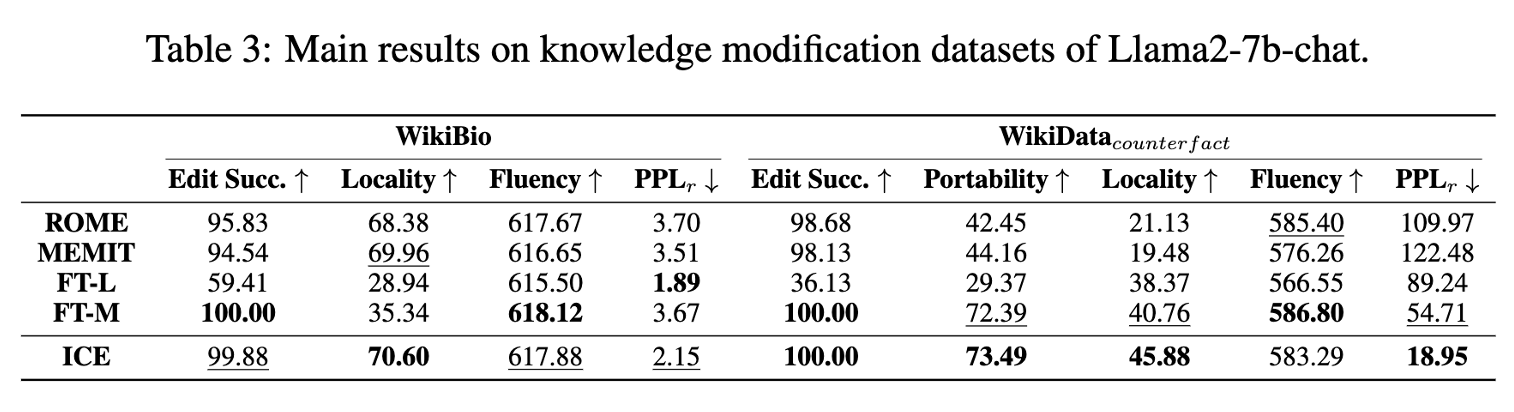 Table 3: Main results on knowledge modification datasets of Llama2-7b-chat.
WikiBio WikiData_counterfact
Edit Succ. ↑ Locality ↑ Fluency ↑ PPL_r ↓ Edit Succ. ↑ Portability ↑ Locality ↑ Fluency ↑ PPL_r ↓
ROME 95.83 68.38 617.67 3.70 98.68 42.45 21.13 585.40 109.97
MEMIT 94.54 69.96 616.65 3.51 98.13 44.16 19.48 576.26 122.48
FT-L 59.41 28.94 615.50 1.89 36.13 29.37 38.37 566.55 89.24
FT-M 100.00 35.34 618.12 3.67 100.00 72.39 40.76 586.80 54.71
ICE 99.88 70.60 617.88 2.15 100.00 73.49 45.88 583.29 18.95